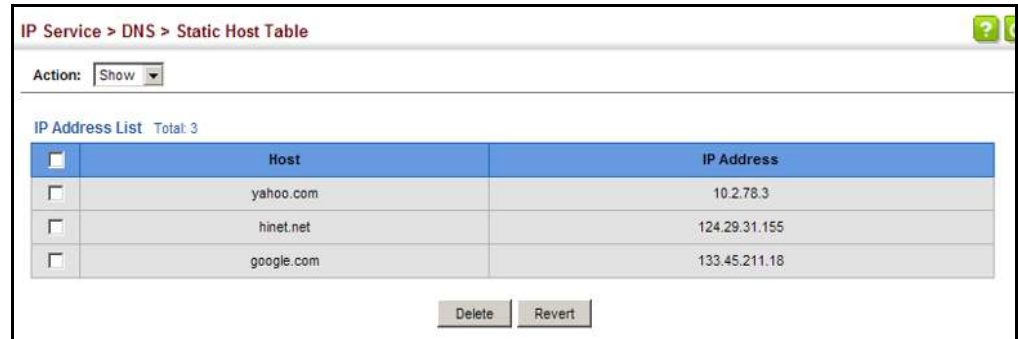 IP Service > DNS > Static Host Table ?
Action: Show
IP Address List Total: 3
Host IP Address
yahoo.com 10.2.78.3
hinet.net 124.29.31.155
google.com 133.45.211.18
Delete Revert